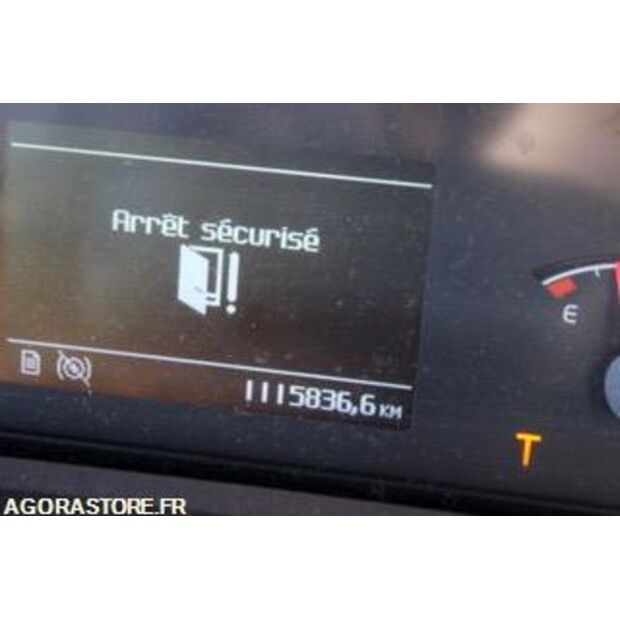 Arrêt sécurisé
1115836,6 KM
E
T
AGORASTORE.FR